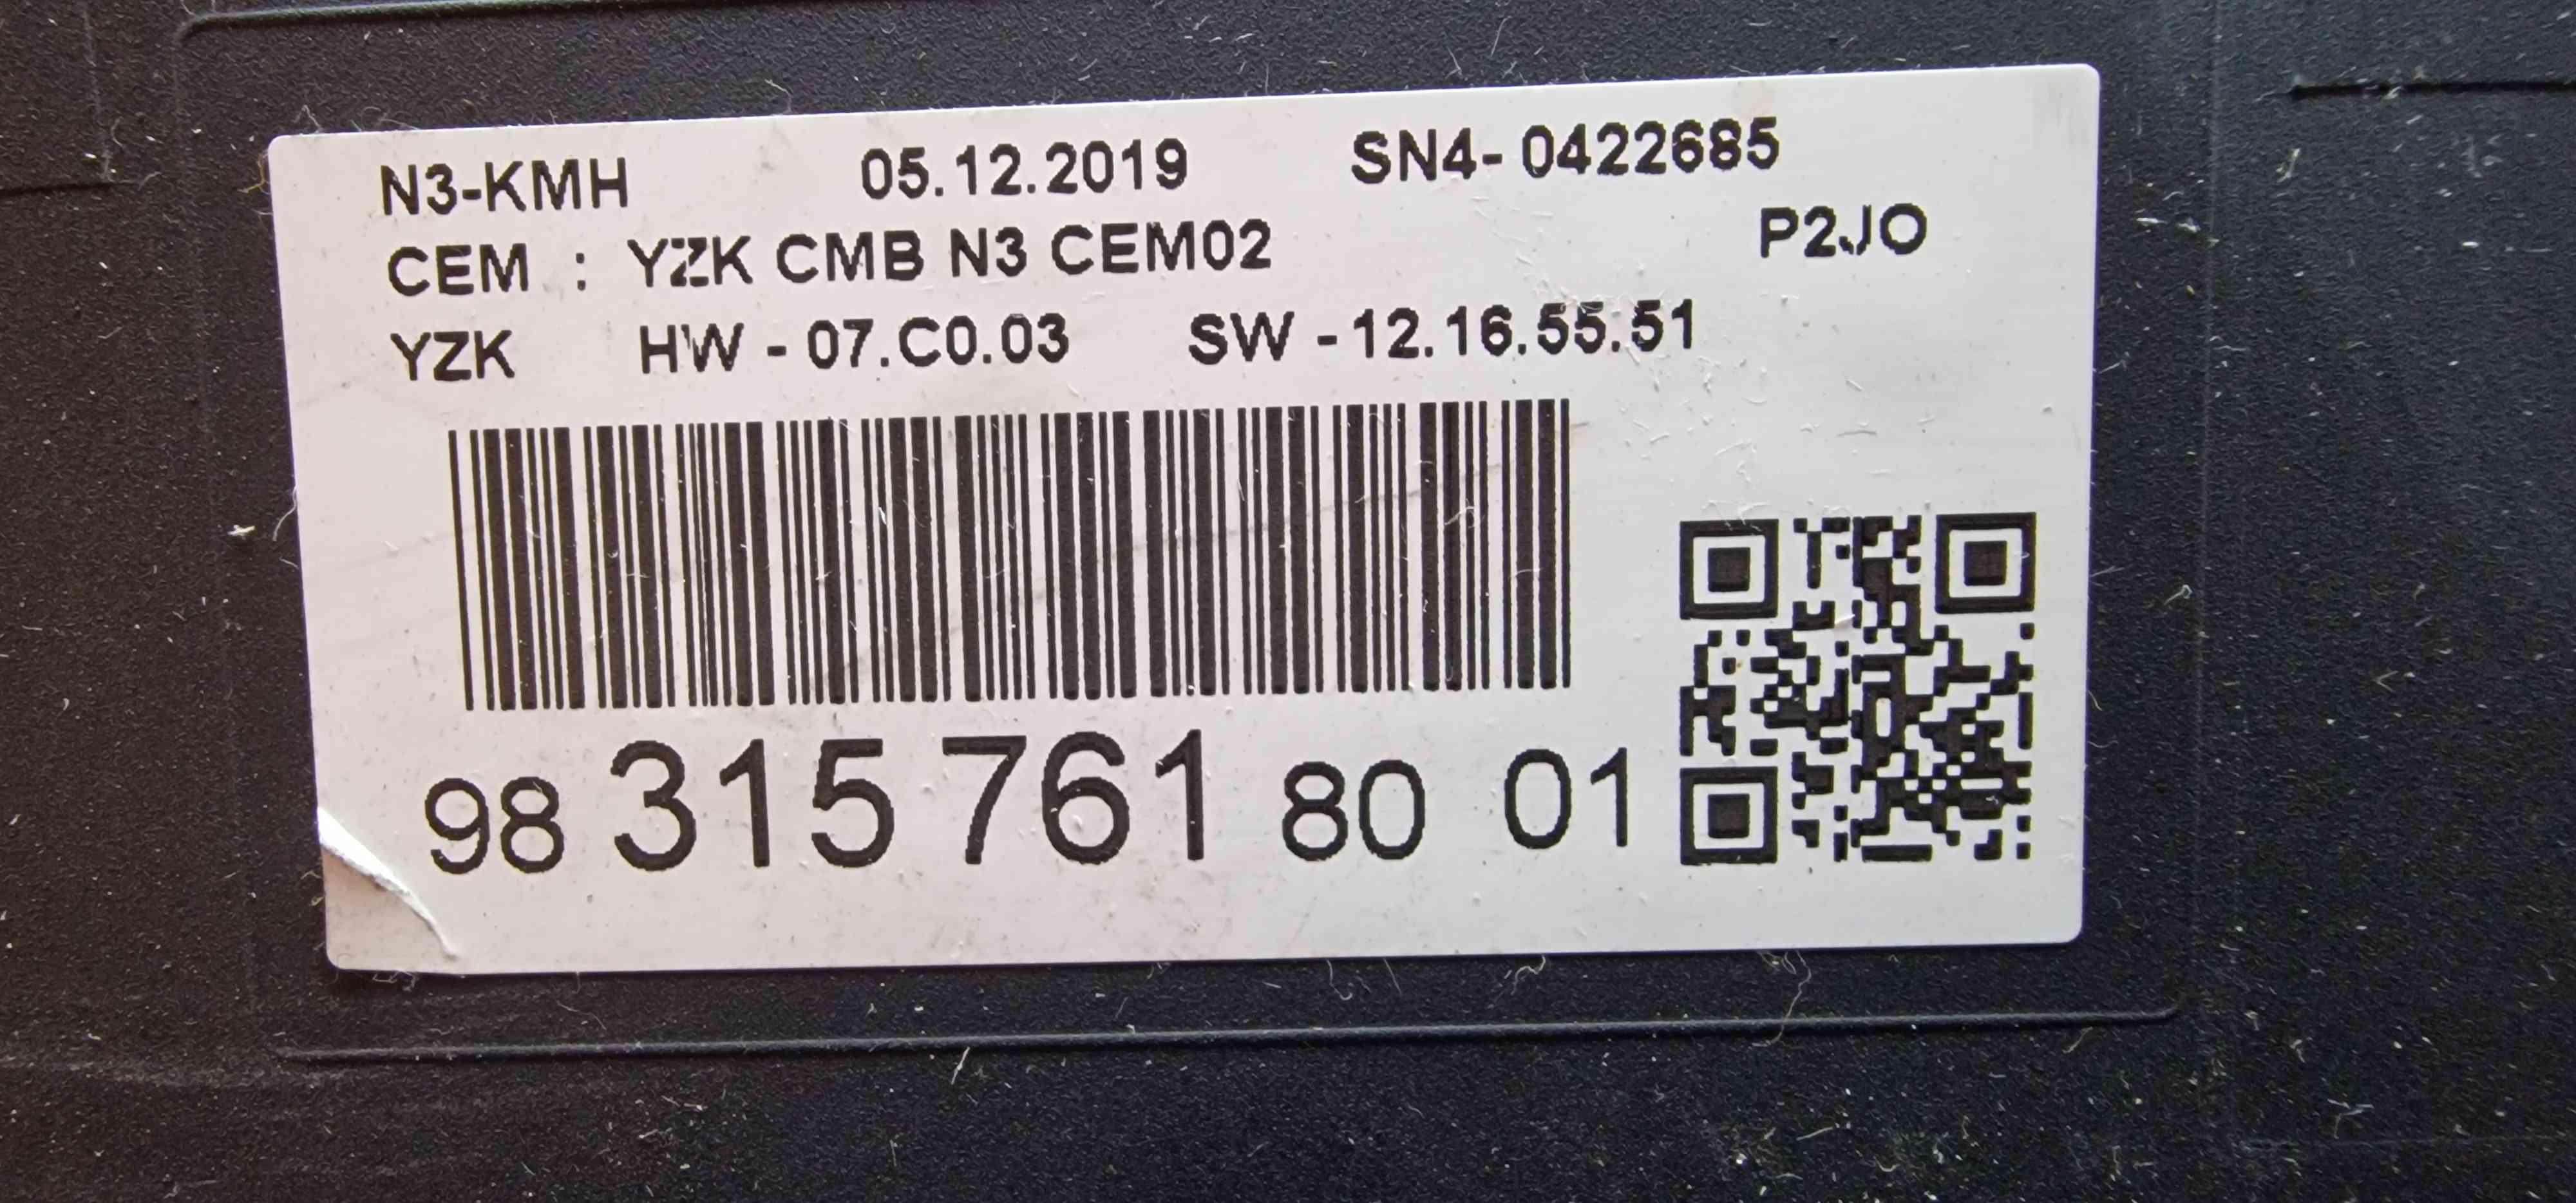 N3-KMH 05.12.2019 SN4- 0422685
CEM : YZK CMB N3 CEM02 P2JO
YZK HW - 07.C0.03 SW - 12.16.55.51
98 315 761 80 01